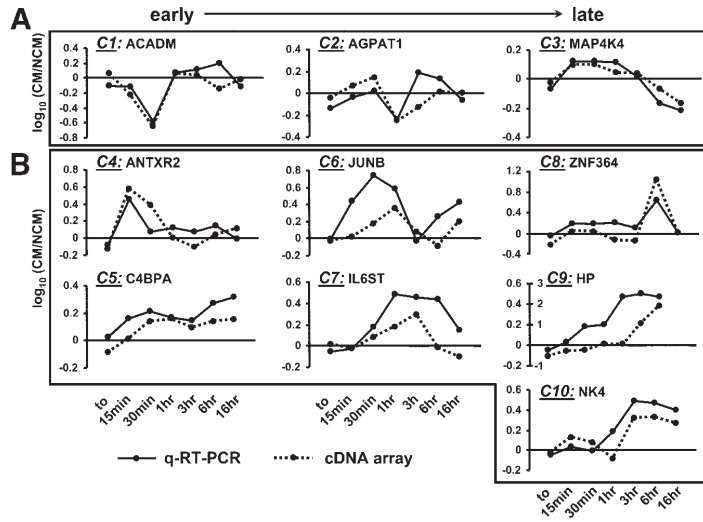 A early late
C1: ACADM C2: AGPAT1 C3: MAP4K4
log10 (CM/NCM)
0.4 0.2 0 -0.2 -0.4 -0.6 -0.8
0.4 0.2 0 -0.2 -0.4
0.2 0 -0.2 -0.4
B
C4: ANTXR2 C6: JUNB C8: ZNF364
log10 (CM/NCM)
0.8 0.6 0.4 0.2 0 -0.2
0.8 0.6 0.4 0.2 0 -0.2
1.2 0.8 0.4 0 -0.4
C5: C4BPA C7: IL6ST C9: HP
0.4 0.2 0 -0.2
0.6 0.4 0.2 0 -0.2
0.6 0.4 0.2 0 -0.2
3 2 1 -1
to 15min 30min 1hr 3hr 6hr 16hr
to 15min 30min 1hr 3h 6hr 16hr
C10: NK4
0.6 0.4 0.2 0 -0.2
to 15min 30min 1hr 3hr 6hr 16hr
q-RT-PCR cDNA array